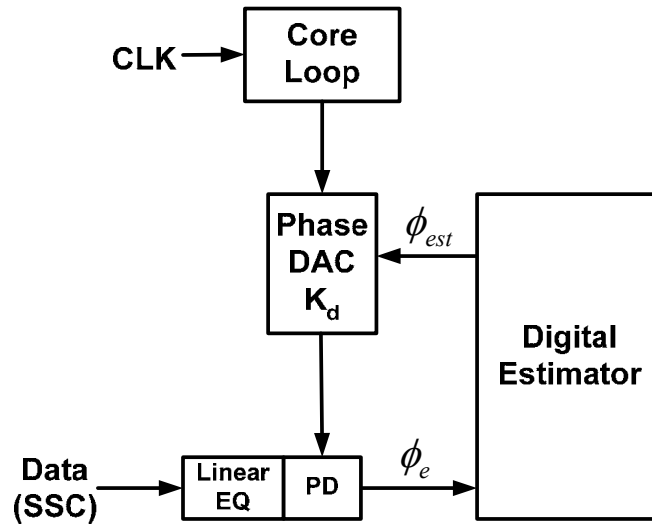 CLK
Core
Loop
Phase
DAC
K_d
ϕ_est
Digital
Estimator
Data
(SSC)
Linear
EQ
PD
ϕ_e